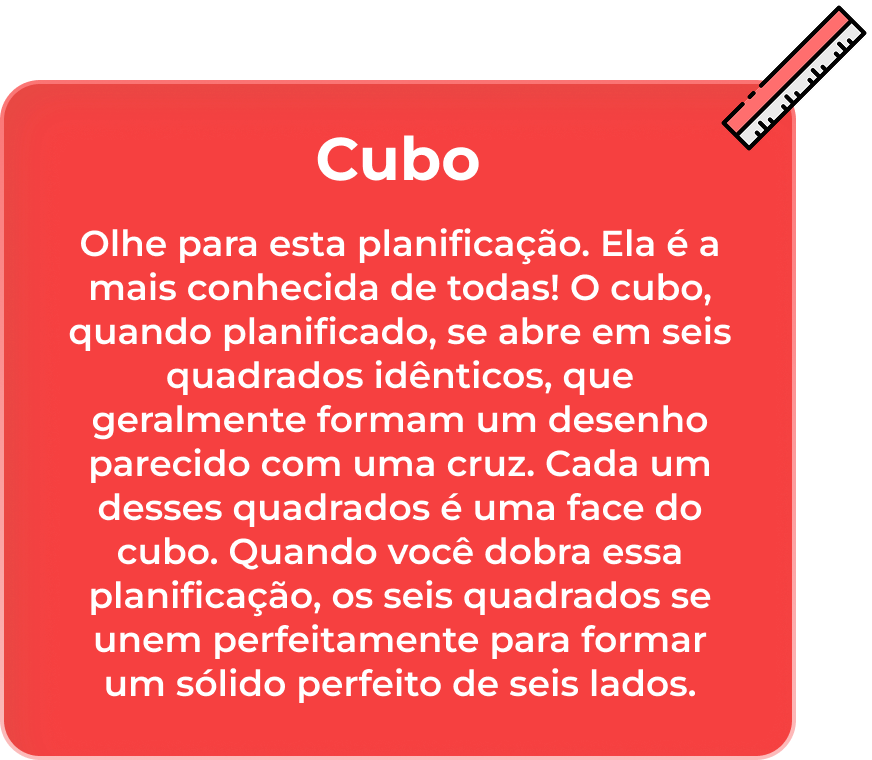 Cubo
Olhe para esta planificação. Ela é a
mais conhecida de todas! O cubo,
quando planificado, se abre em seis
quadrados idênticos, que
geralmente formam um desenho
parecido com uma cruz. Cada um
desses quadrados é uma face do
cubo. Quando você dobra essa
planificação, os seis quadrados se
unem perfeitamente para formar
um sólido perfeito de seis lados.